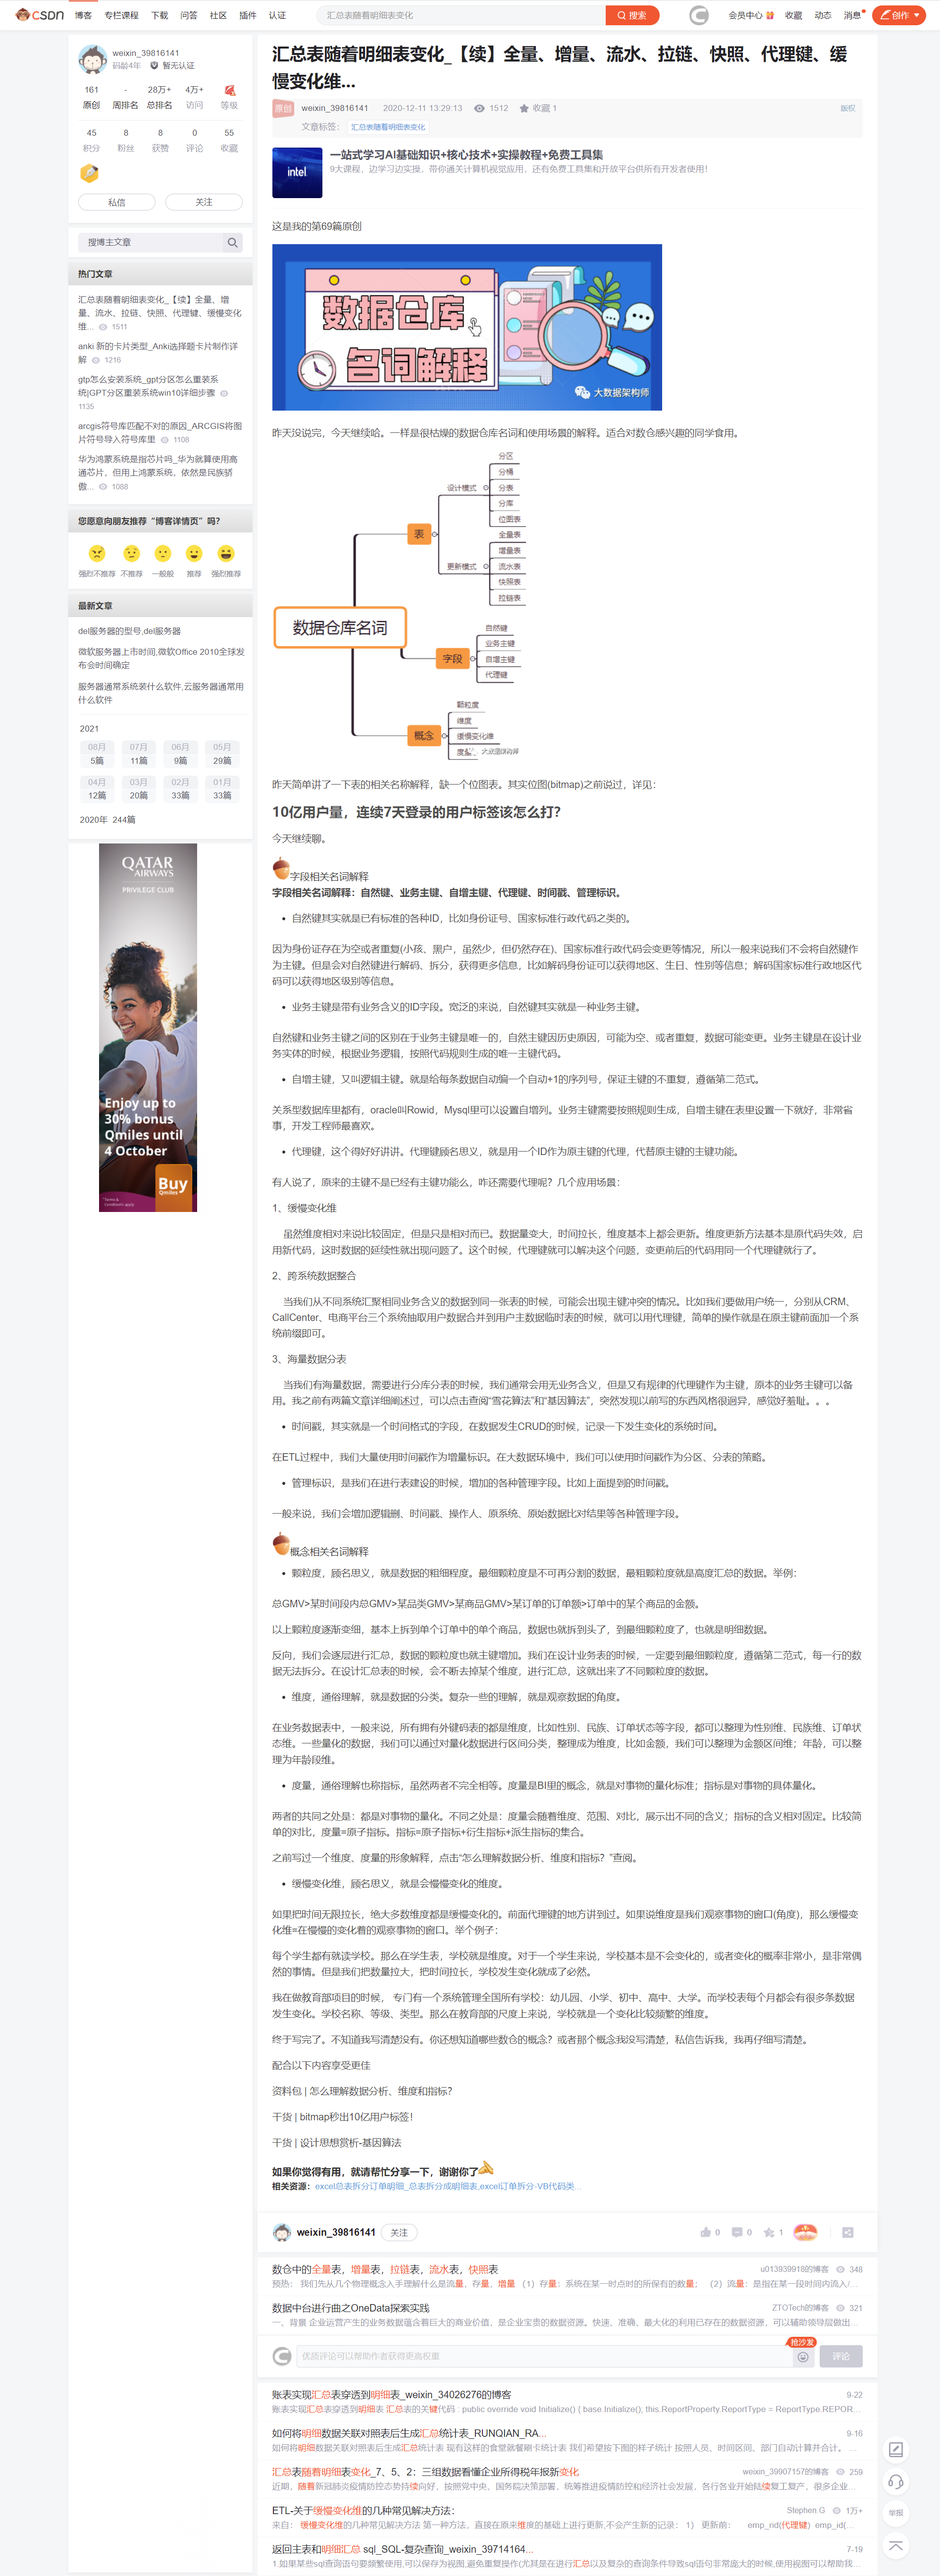 CSDN 博客 专栏课程 下载 问答 社区 插件 认证 汇总表随着明细表变化 搜索 会员中心 收藏 动态 消息 创作
weixin_39816141
码龄4年 暂无认证
161 - 28万+ 4万+
原创 周排名 总排名 访问 等级
45 8 8 0 55
积分 粉丝 获赞 评论 收藏
私信 关注
搜博主文章
热门文章
汇总表随着明细表变化_【续】全量、增
量、流水、拉链、快照、代理键、缓慢变化
维... 1511
anki 新的卡片类型_Anki选择题卡片制作详
解 1216
gtp怎么安装系统_gpt分区怎么重装系
统|GPT分区重装系统win10详细步骤
1135
arcgis符号库匹配不对的原因_ARCGIS将图
片符号导入符号库里 1108
华为鸿蒙系统是指芯片吗_华为就算使用高
通芯片，但用上鸿蒙系统，依然是民族骄
傲... 1088
您愿意向朋友推荐“博客详情页”吗？
强烈不推荐 不推荐 一般般 推荐 强烈推荐
最新文章
del服务器的型号,del服务器
微软服务器上市时间,微软Office 2010全球发
布会时间确定
服务器通常系统装什么软件,云服务器通常用
什么软件
2021
08月 07月 06月 05月
5篇 11篇 9篇 29篇
04月 03月 02月 01月
12篇 20篇 33篇 33篇
2020年 244篇
QATAR
AIRWAYS
PRIVILEGE CLUB
Enjoy up to
30% bonus
Qmiles until
4 October
Buy
Qmiles
汇总表随着明细表变化_【续】全量、增量、流水、拉链、快照、代理键、缓
慢变化维...
原创 weixin_39816141 2020-12-11 13:29:13 1512 收藏 1 版权
文章标签： 汇总表随着明细表变化
intel
一站式学习AI基础知识+核心技术+实操教程+免费工具集
9大课程，边学习边实操，带你通关计算机视觉应用，还有免费工具集和开放平台供所有开发者使用！
这是我的第69篇原创
数据仓库
名词解释
大数据架构师
昨天没说完，今天继续哈。一样是很枯燥的数据仓库名词和使用场景的解释。适合对数仓感兴趣的同学食用。
数据仓库名词
表
设计模式
分区
分桶
分表
分库
位图表
更新模式
全量表
增量表
流水表
快照表
拉链表
字段
自然键
业务主键
自增主键
代理键
概念
颗粒度
维度
缓慢变化维
昨天简单讲了一下表的相关名称解释，缺一个位图表。其实位图(bitmap)之前说过，详见：
10亿用户量，连续7天登录的用户标签该怎么打？
今天继续聊。
字段相关名词解释
字段相关名词解释：自然键、业务主键、自增主键、代理键、时间戳、管理标识。
• 自然键其实就是已有标准的各种ID，比如身份证号、国家标准行政代码之类的。
因为身份证存在为空或者重复(小孩、黑户，虽然少，但仍然存在)、国家标准行政代码会变更等情况，所以一般来说我们不会将自然键作
为主键。但是会对自然键进行解码、拆分，获得更多信息，比如解码身份证可以获得地区、生日、性别等信息；解码国家标准行政地区代
码可以获得地区级别等信息。
• 业务主键是带有业务含义的ID字段。宽泛的来说，自然键其实就是一种业务主键。
自然键和业务主键之间的区别在于业务主键是唯一的，自然主键因历史原因，可能为空、或者重复，数据可能变更。业务主键是在设计业
务实体的时候，根据业务逻辑，按照代码规则生成的唯一主键代码。
• 自增主键，又叫逻辑主键。就是给每条数据自动偏一个自动+1的序列号，保证主键的不重复，遵循第二范式。
关系型数据库里都有，oracle叫Rowid，Mysql里可以设置自增列。业务主键需要按照规则生成，自增主键在表里设置一下就好，非常省
事，开发工程师最喜欢。
• 代理键，这个得好好讲讲。代理键顾名思义，就是用一个ID作为原主键的代理，代替原主键的主键功能。
有人说了，原来的主键不是已经有主键功能么，咋还需要代理呢？几个应用场景：
1、缓慢变化维
虽然维度相对来说比较固定，但是只是相对而已。数据量变大，时间拉长，维度基本上都会更新。维度更新方法基本是原代码失效，启
用新代码，这时数据的延续性就出现问题了。这个时候，代理键就可以解决这个问题，变更前后的代码用同一个代理键就行了。
2、跨系统数据整合
当我们从不同系统汇聚相同业务含义的数据到同一张表的时候，可能会出现主键冲突的情况。比如我们要做用户统一，分别从CRM、
CallCenter、电商平台三个系统抽取用户数据合并到用户主数据临时表的时候，就可以用代理键，简单的操作就是在原主键前面加一个系
统前缀即可。
3、海量数据分表
当我们有海量数据，需要进行分库分表的时候，我们通常会用无业务含义，但是又有规律的代理键作为主键，原本的业务主键可以备
用。我之前有两篇文章详细阐述过，可以点击查阅“雪花算法”和“基因算法”，突然发现以前写的东西风格很迥异，感觉好羞耻。。。
• 时间戳，其实就是一个时间格式的字段，在数据发生CRUD的时候，记录一下发生变化的系统时间。
在ETL过程中，我们大量使用时间戳作为增量标识。在大数据环境中，我们可以使用时间戳作为分区、分表的策略。
• 管理标识，是我们在进行表建设的时候，增加的各种管理字段。比如上面提到的时间戳。
一般来说，我们会增加逻辑删、时间戳、操作人、原系统、原始数据比对结果等各种管理字段。
概念相关名词解释
• 颗粒度，顾名思义，就是数据的粗细程度。最细颗粒度是不可再分割的数据，最粗颗粒度就是高度汇总的数据。举例：
总GMV>某时间段内总GMV>某品类GMV>某商品GMV>某订单的订单额>订单中的某个商品的金额。
以上颗粒度逐渐变细，基本上拆到单个订单中的单个商品，数据也就拆到头了，到最细颗粒度了，也就是明细数据。
反向，我们会逐层进行汇总，数据的颗粒度也就主键增加。我们在设计业务表的时候，一定要到最细颗粒度，遵循第二范式，每一行的数
据无法拆分。在设计汇总表的时候，会不断去掉某个维度，进行汇总，这就出来了不同颗粒度的数据。
• 维度，通俗理解，就是数据的分类。复杂一些的理解，就是观察数据的角度。
在业务数据表中，一般来说，所有拥有外键码表的都是维度，比如性别、民族、订单状态等字段，都可以整理为性别维、民族维、订单状
态维。一些量化的数据，我们可以通过对量化数据进行区间分类，整理成为维度，比如金额，我们可以整理为金额区间维；年龄，可以整
理为年龄段维。
• 度量，通俗理解也称指标，虽然两者不完全相等。度量是BI里的概念，就是对事物的量化标准；指标是对事物的具体量化。
两者的共同之处是：都是对事物的量化。不同之处是：度量会随着维度、范围、对比，展示出不同的含义；指标的含义相对固定。比较简
单的对比，度量=原子指标。指标=原子指标+衍生指标+派生指标的集合。
之前写过一个维度、度量的形象解释，点击“怎么理解数据分析、维度和指标？”查阅。
• 缓慢变化维，顾名思义，就是会慢慢变化的维度。
如果把时间无限拉长，绝大多数维度都是缓慢变化的。前面代理键的地方讲到过。如果说维度是我们观察事物的窗口(角度)，那么缓慢变
化维=在慢慢的变化着的观察事物的窗口。举个例子：
每个学生都有就读学校。那么在学生表，学校就是维度。对于一个学生来说，学校基本是不会变化的，或者变化的概率非常小，是非常偶
然的事情。但是我们把数量拉大，把时间拉长，学校发生变化就成了必然。
我在做教育部项目的时候， 专门有一个系统管理全国所有学校：幼儿园、小学、初中、高中、大学。而学校表每个月都会有很多条数据
发生变化。学校名称、等级、类型。那么在教育部的尺度上来说，学校就是一个变化比较频繁的维度。
终于写完了。不知道我写清楚没有。你还想知道哪些数仓的概念？或者那个概念我没写清楚，私信告诉我，我再仔细写清楚。
配合以下内容享受更佳
资料包 | 怎么理解数据分析、维度和指标？
干货 | bitmap秒出10亿用户标签！
干货 | 设计思想赏析-基因算法
如果你觉得有用，就请帮忙分享一下，谢谢你了
相关资源：excel总表拆分订单明细_总表拆分成明细表,excel订单拆分-VB代码类...
weixin_39816141 关注 0 0 1
数仓中的全量表，增量表，拉链表，流水表，快照表 u013939918的博客 348
预热： 我们先从几个物理概念入手理解什么是流量，存量，增量 （1）存量：系统在某一时点时的所保有的数量； （2）流量：是指在某一段时间内流入/...
数据中台进行曲之OneData探索实践 ZTOTech的博客 321
一、背景 企业运营产生的业务数据蕴含着巨大的商业价值，是企业宝贵的数据资源。快速、准确、最大化的利用已存在的数据资源，可以辅助领导层做出...
抢沙发
优质评论可以帮助作者获得更高权重 评论
账表实现汇总表穿透到明细表_weixin_34026276的博客 9-22
账表实现汇总表穿透到明细表 汇总表的关键代码 : public override void Initialize() { base.Initialize(); this.ReportProperty.ReportType = ReportType.REPOR...
如何将明细数据关联对照表后生成汇总统计表_RUNQIAN_RA... 9-16
如何将明细数据关联对照表后生成汇总统计表 现有这样的食堂就餐刷卡统计表 我们希望按下图的样子统计 按照人员，时间区间、部门自动计算并合计。 ...
汇总表随着明细表变化_7、5、2：三组数据看懂企业所得税年报新变化 weixin_39907157的博客 259
近期，随着新冠肺炎疫情防控态势持续向好，按照党中央、国务院决策部署，统筹推进疫情防控和经济社会发展，各行各业开始陆续复工复产，很多企业...
ETL-关于缓慢变化维的几种常见解决方法： Stephen.G 1万+
来自： 缓慢变化维的几种常见解决方法 第一种方法，直接在原来维度的基础上进行更新,不会产生新的记录： 1） 更新前： emp_rid(代理键) emp_id(...
返回主表和明细汇总 sql_SQL-复杂查询_weixin_39714164... 7-19
1.如果某些sql查询语句要频繁使用,可以保存为视图,避免重复操作(尤其是在进行汇总以及复杂的查询条件导致sql语句非常庞大的时候,使用视图可以帮助我...
举报